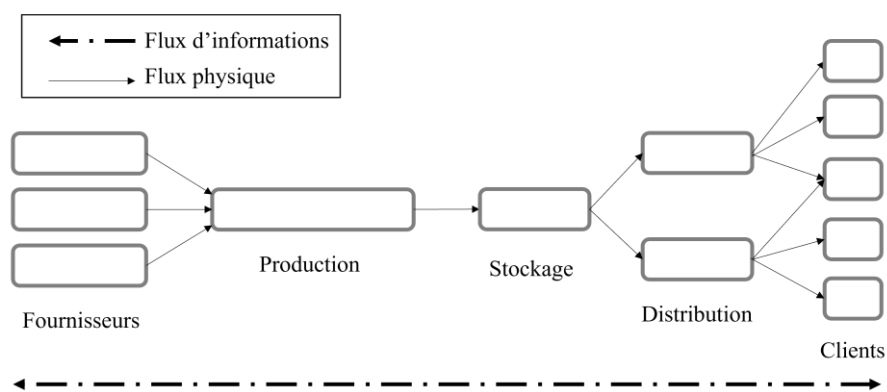 Flux d’informations
Flux physique
Fournisseurs
Production
Stockage
Distribution
Clients